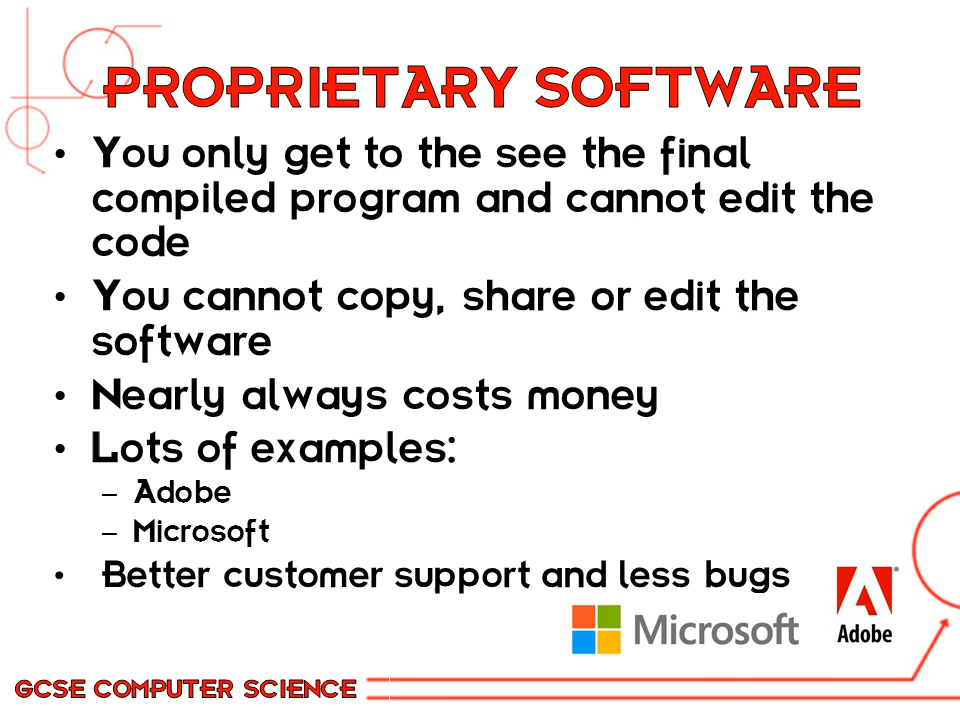 PROPRIETARY SOFTWARE
• You only get to the see the final
compiled program and cannot edit the
code
• You cannot copy, share or edit the
software
• Nearly always costs money
• Lots of examples:
– Adobe
– Microsoft
• Better customer support and less bugs
Microsoft
Adobe®
GCSE COMPUTER SCIENCE